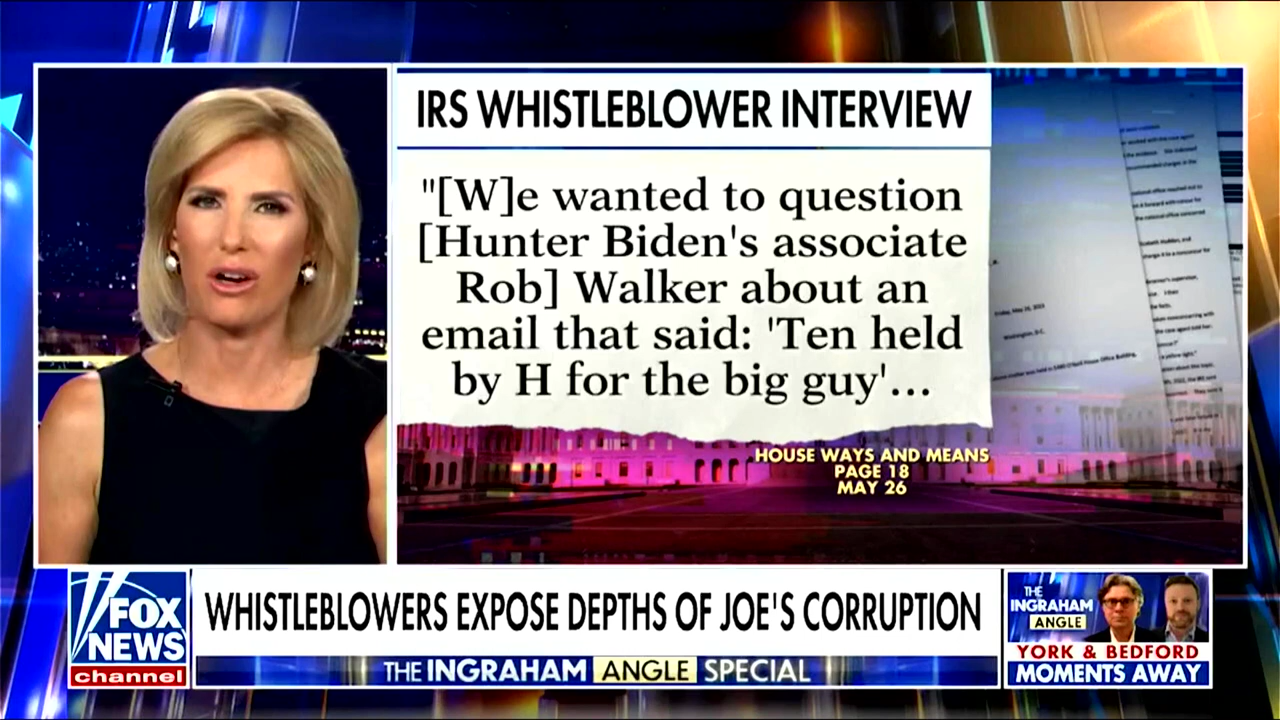 IRS WHISTLEBLOWER INTERVIEW
"[W]e wanted to question
[Hunter Biden's associate
Rob] Walker about an
email that said: 'Ten held
by H for the big guy'...
HOUSE WAYS AND MEANS
PAGE 18
MAY 26
Washington, D.C.
FOX
NEWS
channel
WHISTLEBLOWERS EXPOSE DEPTHS OF JOE'S CORRUPTION
THE INGRAHAM ANGLE SPECIAL
THE
INGRAHAM
ANGLE
YORK & BEDFORD
MOMENTS AWAY